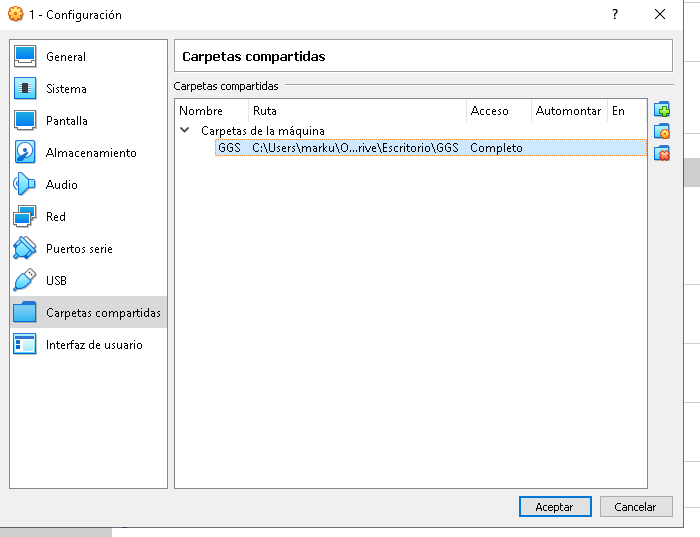 1 - Configuración
?
General
Sistema
Pantalla
Almacenamiento
Audio
Red
Puertos serie
USB
Carpetas compartidas
Interfaz de usuario
Carpetas compartidas
Carpetas compartidas
Nombre Ruta Acceso Automontar En
Carpetas de la máquina
GGS C:\Users\marku\O...rive\Escritorio\GGS Completo
Aceptar Cancelar